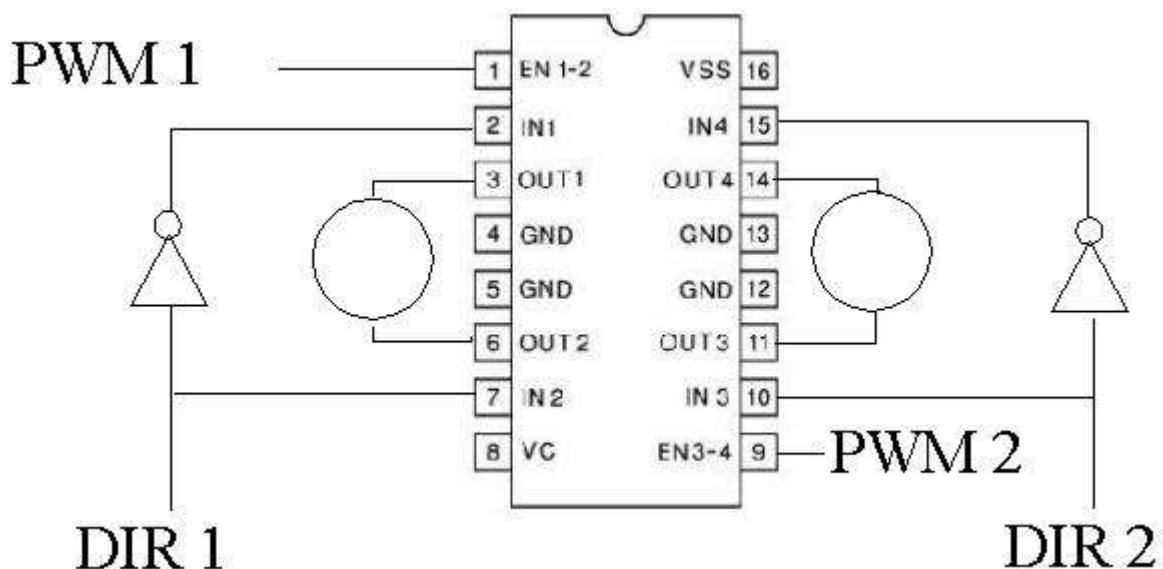 PWM 1
1 EN 1-2
VSS 16
2 IN1
IN4 15
3 OUT1
OUT4 14
4 GND
GND 13
5 GND
GND 12
6 OUT2
OUT3 11
7 IN 2
IN 3 10
8 VC
EN3-4 9
PWM 2
DIR 1
DIR 2